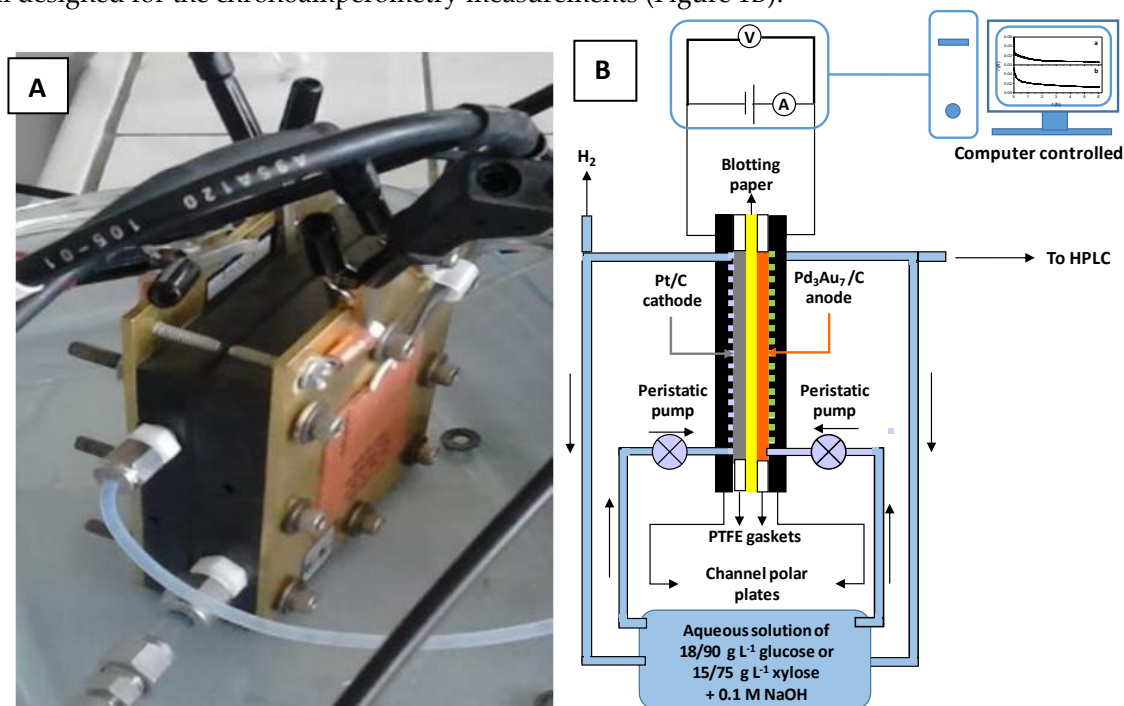 n designed for the chronoamperometry measurements (Figure 1B).
A
A95A120
105-01
B
V
A
a
b
Computer controlled
H2
Blotting
paper
To HPLC
Pt/C
cathode
Pd3Au7/C
anode
Peristatic
pump
Peristatic
pump
PTFE gaskets
Channel polar
plates
Aqueous solution of
18/90 g L-1 glucose or
15/75 g L-1 xylose
+ 0.1 M NaOH